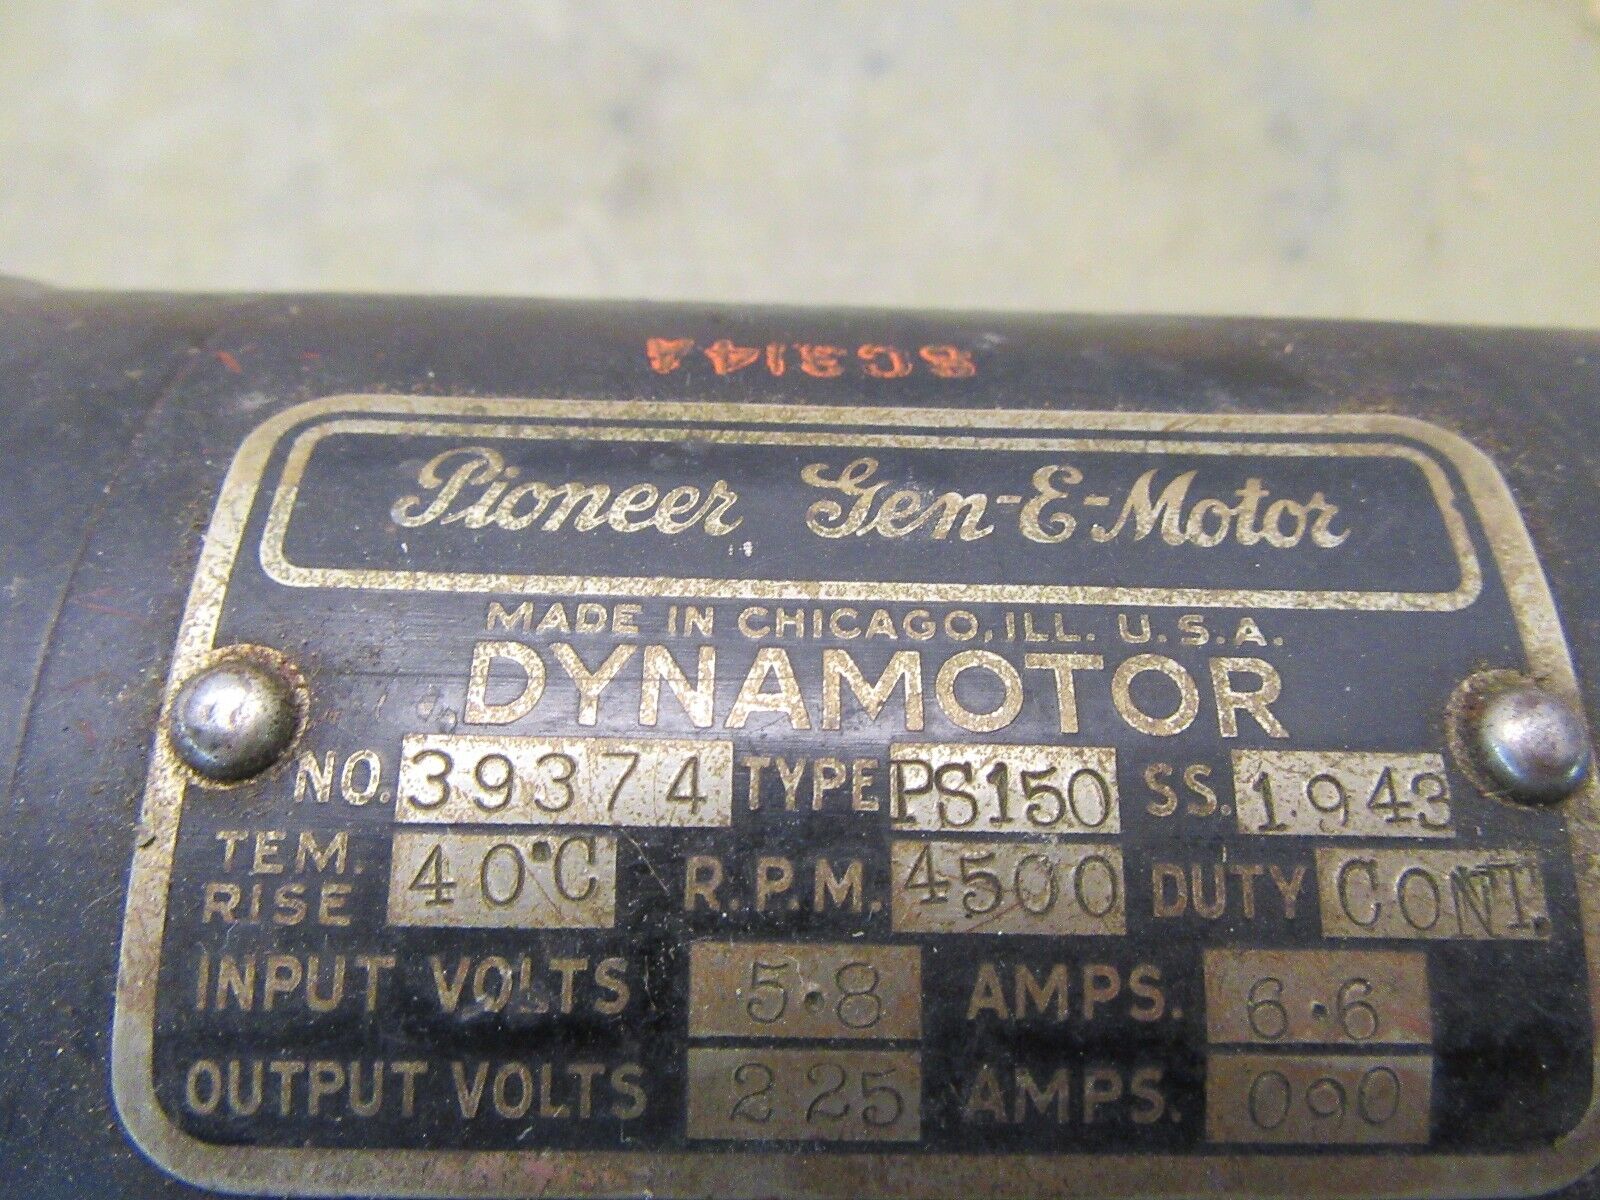 SC3144
Pioneer Gen-E-Motor
MADE IN CHICAGO, ILL. U.S.A.
DYNAMOTOR
NO. 39374 TYPE PS150 SS. 1943
TEM. RISE 40°C R.P.M. 4500 DUTY CONT.
INPUT VOLTS 5.8 AMPS. 6.6
OUTPUT VOLTS 225 AMPS. 090